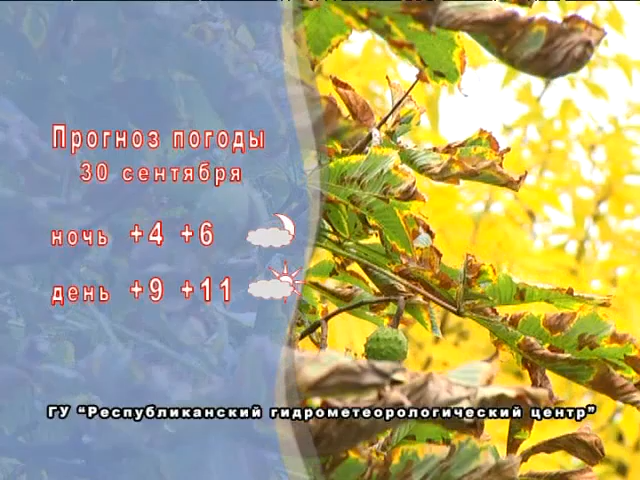 Прогноз погоды
30 сентября
ночь +4 +6
день +9 +11
ГУ “Республиканский гидрометеорологический центр”